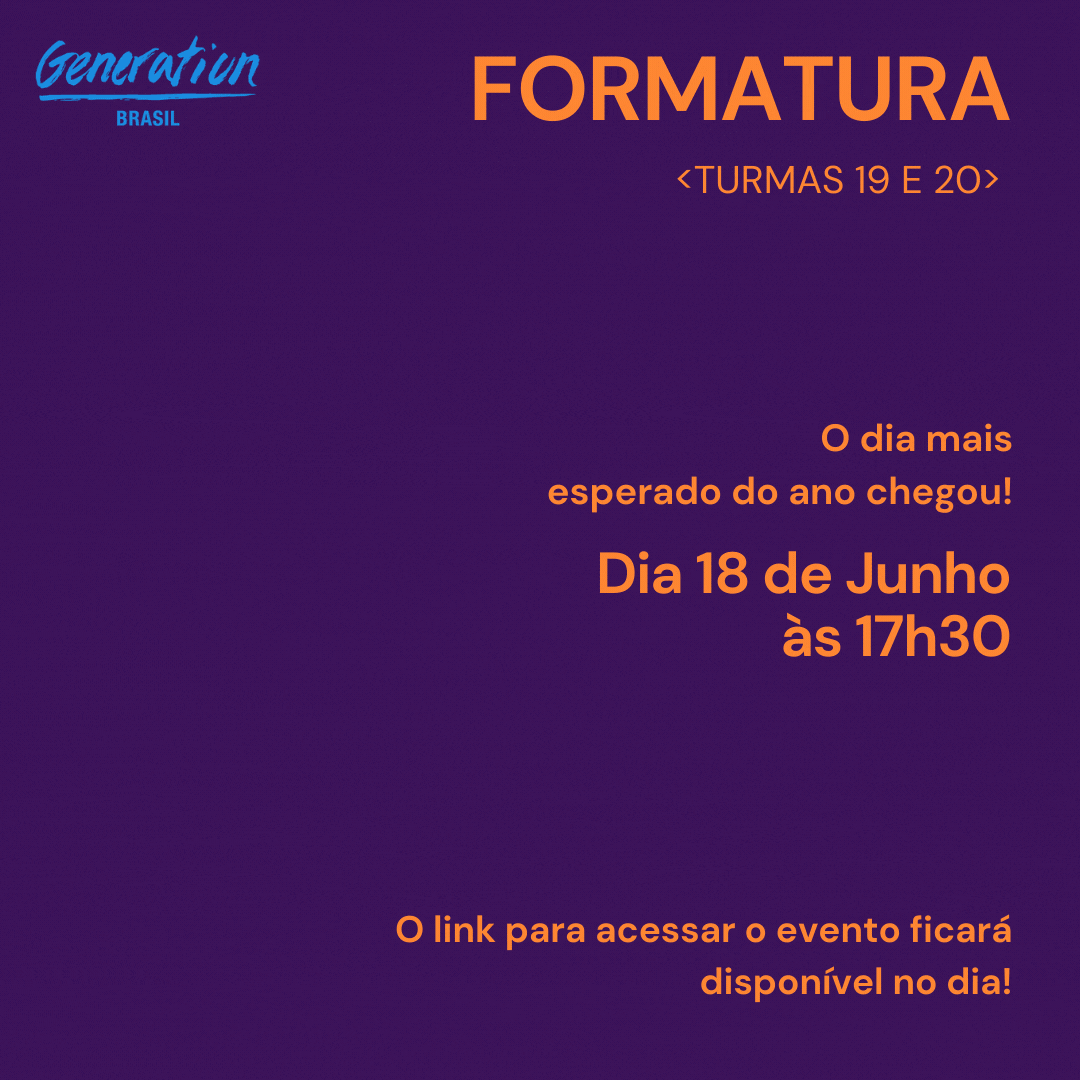 Generation
BRASIL
FORMATURA
<TURMAS 19 E 20>
O dia mais
esperado do ano chegou!
Dia 18 de Junho
às 17h30
O link para acessar o evento ficará
disponível no dia!